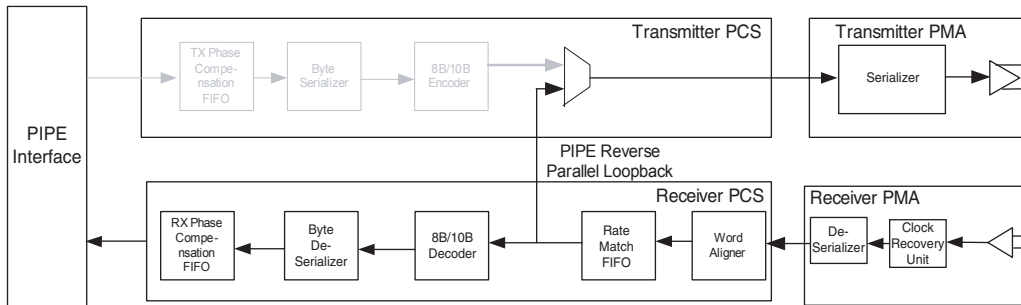 Transmitter PCS
Transmitter PMA
TX Phase
Compe-
nsation
FIFO
Byte
Serializer
8B/10B
Encoder
Serializer
PIPE
Interface
PIPE Reverse
Parallel Loopback
Receiver PCS
Receiver PMA
RX Phase
Compe-
nsation
FIFO
Byte
De-
Serializer
8B/10B
Decoder
Rate
Match
FIFO
Word
Aligner
De-
Serializer
Clock
Recovery
Unit